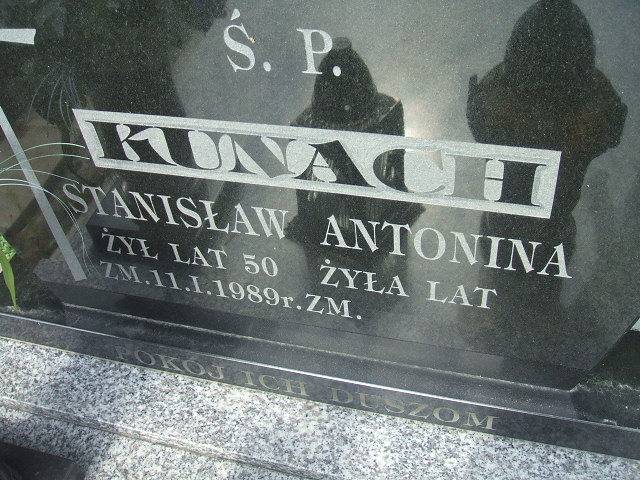 Ś. P.
KUNACH
STANISŁAW ANTONINA
ŻYŁ LAT 50 ŻYŁA LAT
ZM.11.I.1989r. ZM.
POKÓJ ICH DUSZOM